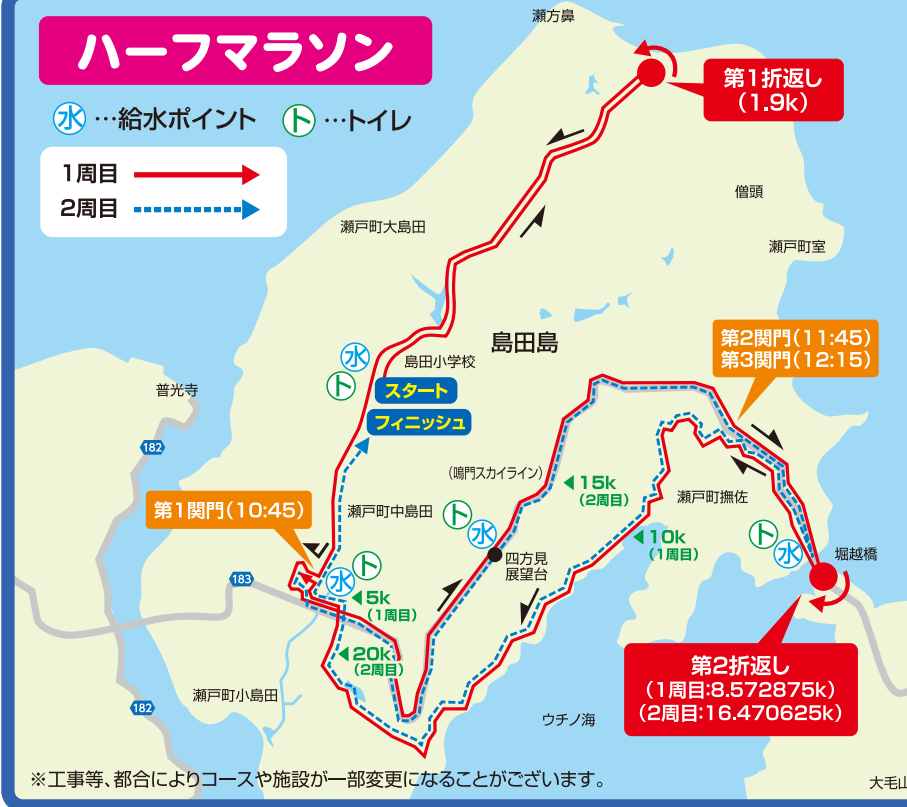 ハーフマラソン
水…給水ポイント ト…トイレ
1周目
2周目
瀬方鼻
第1折返し
(1.9k)
僧頭
瀬戸町室
瀬戸町大島田
島田島
水
島田小学校
ト
スタート
フィニッシュ
第2関門(11:45)
第3関門(12:15)
普光寺
182
(鳴門スカイライン)
15k
(2周目)
瀬戸町撫佐
第1関門(10:45)
瀬戸町中島田
ト
水
10k
(1周目)
ト
水
堀越橋
四方見
展望台
183
ト
水
5k
(1周目)
20k
(2周目)
第2折返し
(1周目:8.572875k)
(2周目:16.470625k)
瀬戸町小島田
182
ウチノ海
※工事等、都合によりコースや施設が一部変更になることがございます。
大毛山